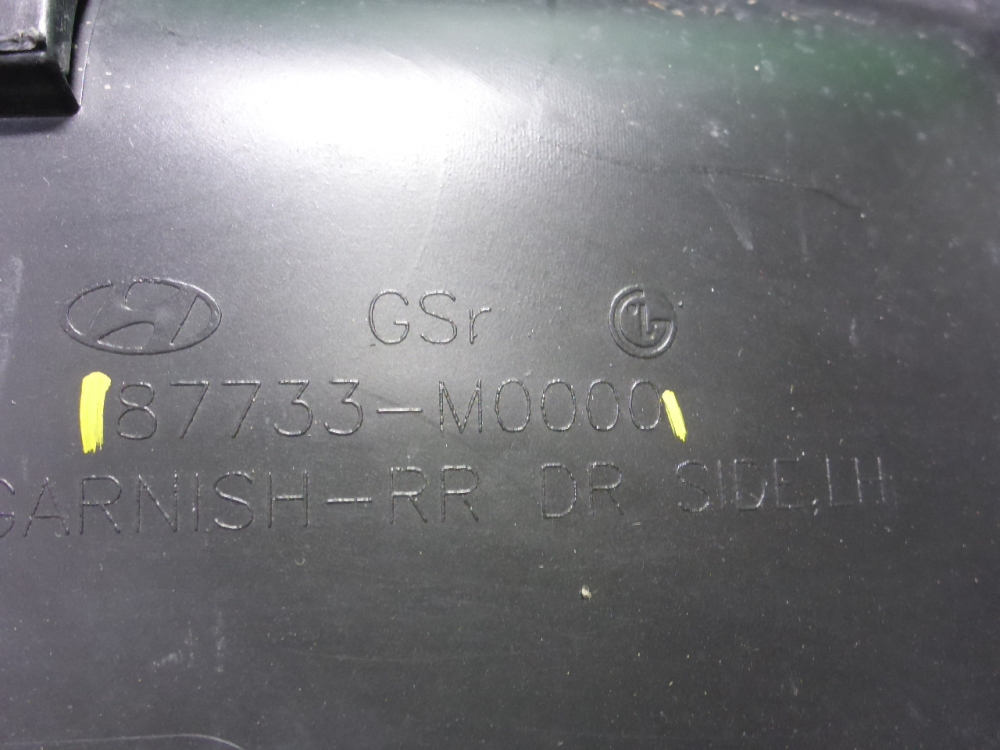 GSr
87733-M0000
GARNISH-RR DR SIDE LH